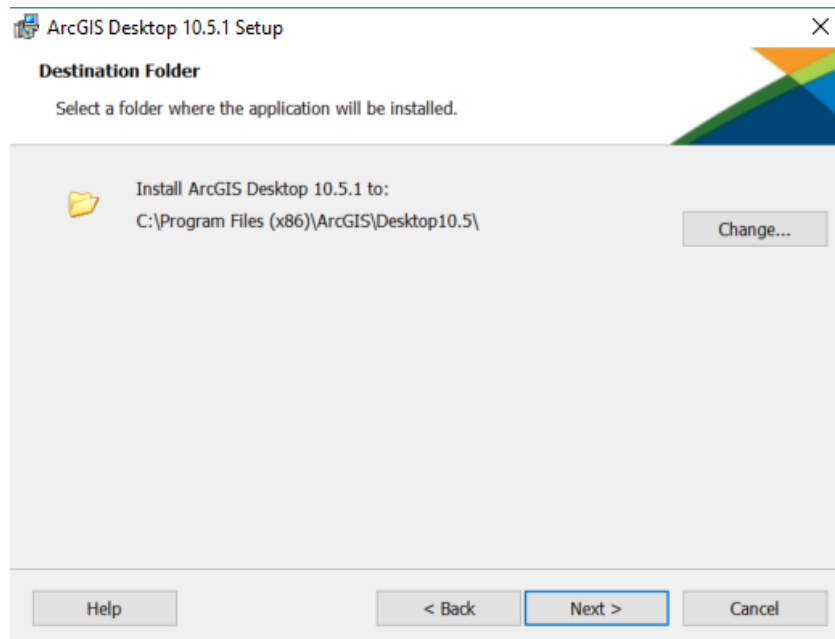 ArcGIS Desktop 10.5.1 Setup
Destination Folder
Select a folder where the application will be installed.
Install ArcGIS Desktop 10.5.1 to:
C:\Program Files (x86)\ArcGIS\Desktop10.5\
Change...
Help
< Back
Next >
Cancel